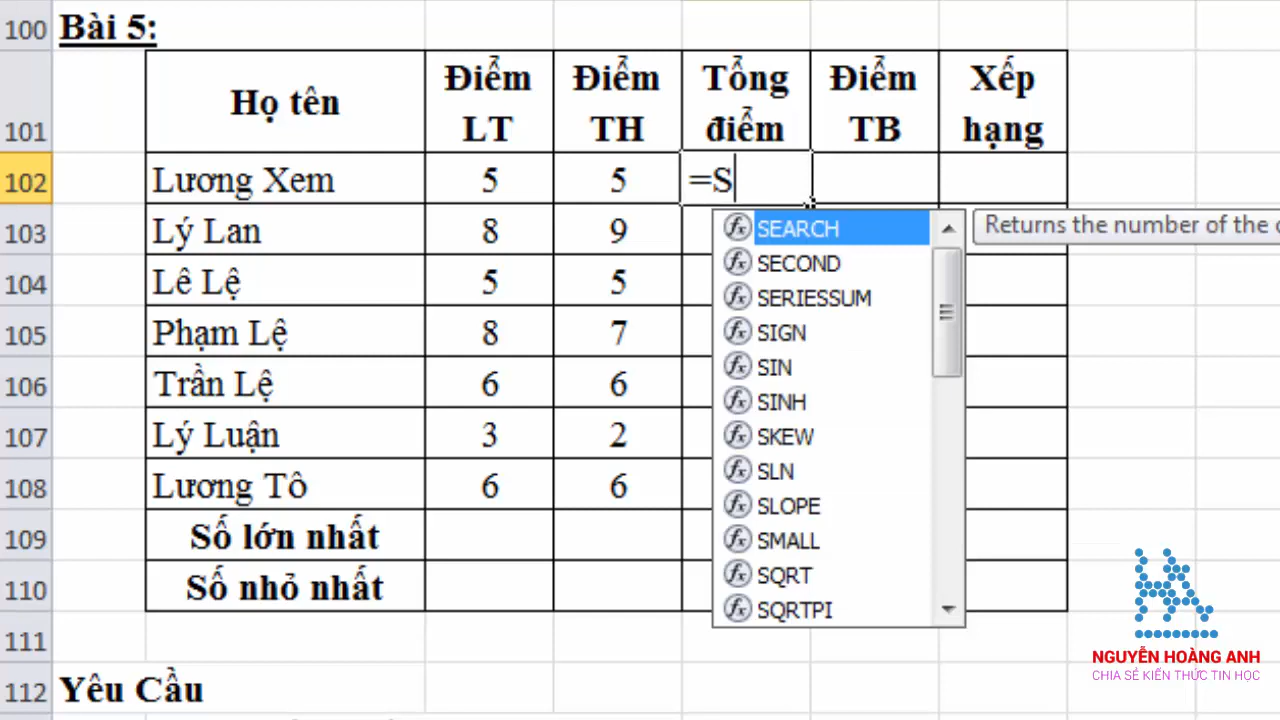 100 Bài 5:
101 Họ tên Điểm LT Điểm TH Tổng điểm Điểm TB Xếp hạng
102 Lương Xem 5 5 =S
103 Lý Lan 8 9
104 Lê Lệ 5 5
105 Phạm Lệ 8 7
106 Trần Lệ 6 6
107 Lý Luận 3 2
108 Lương Tô 6 6
109 Số lớn nhất
110 Số nhỏ nhất
111
112 Yêu Cầu
SEARCH
SECOND
SERIESSUM
SIGN
SIN
SINH
SKEW
SLN
SLOPE
SMALL
SQRT
SQRTPI
Returns the number of the
NGUYỄN HOÀNG ANH
CHIA SẺ KIẾN THỨC TIN HỌC